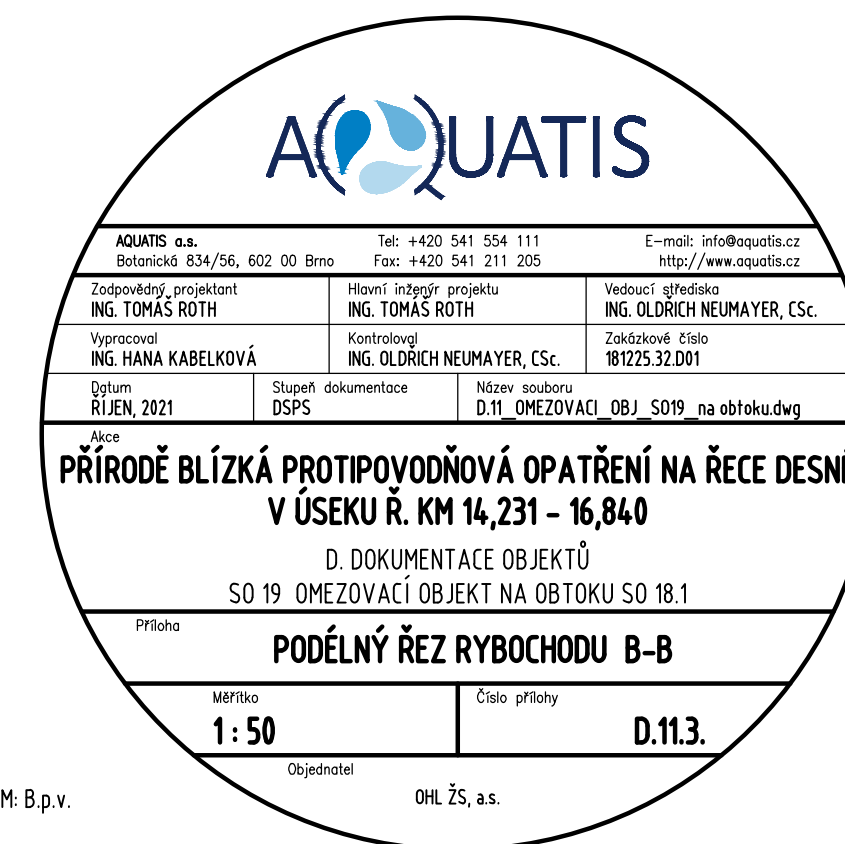 AQUATIS
AQUATIS a.s. Tel: +420 541 554 111 E-mail: info@aquatis.cz
Botanická 834/56, 602 00 Brno Fax: +420 541 211 205 http://www.aquatis.cz
Zodpovědný projektant Hlavní inženýr projektu Vedoucí střediska
ING. TOMÁŠ ROTH ING. TOMÁŠ ROTH ING. OLDŘICH NEUMAYER, CSc.
Vypracoval Kontroloval Zakázkové číslo
ING. HANA KABELKOVÁ ING. OLDŘICH NEUMAYER, CSc. 181225.32.D01
Datum Stupeň dokumentace Název souboru
ŘÍJEN, 2021 DSPS D.11_OMEZOVACI_OBJ_SO19_na obtoku.dwg
Akce
PŘÍRODĚ BLÍZKÁ PROTIPOVODŇOVÁ OPATŘENÍ NA ŘECE DESNÉ
V ÚSEKU Ř. KM 14,231 – 16,840
D. DOKUMENTACE OBJEKTŮ
SO 19 OMEZOVACÍ OBJEKT NA OBTOKU SO 18.1
Příloha
PODÉLNÝ ŘEZ RYBOCHODU B-B
Měřítko Číslo přílohy
1 : 50 D.11.3.
Objednatel
M: B.p.v. OHL ŽS, a.s.